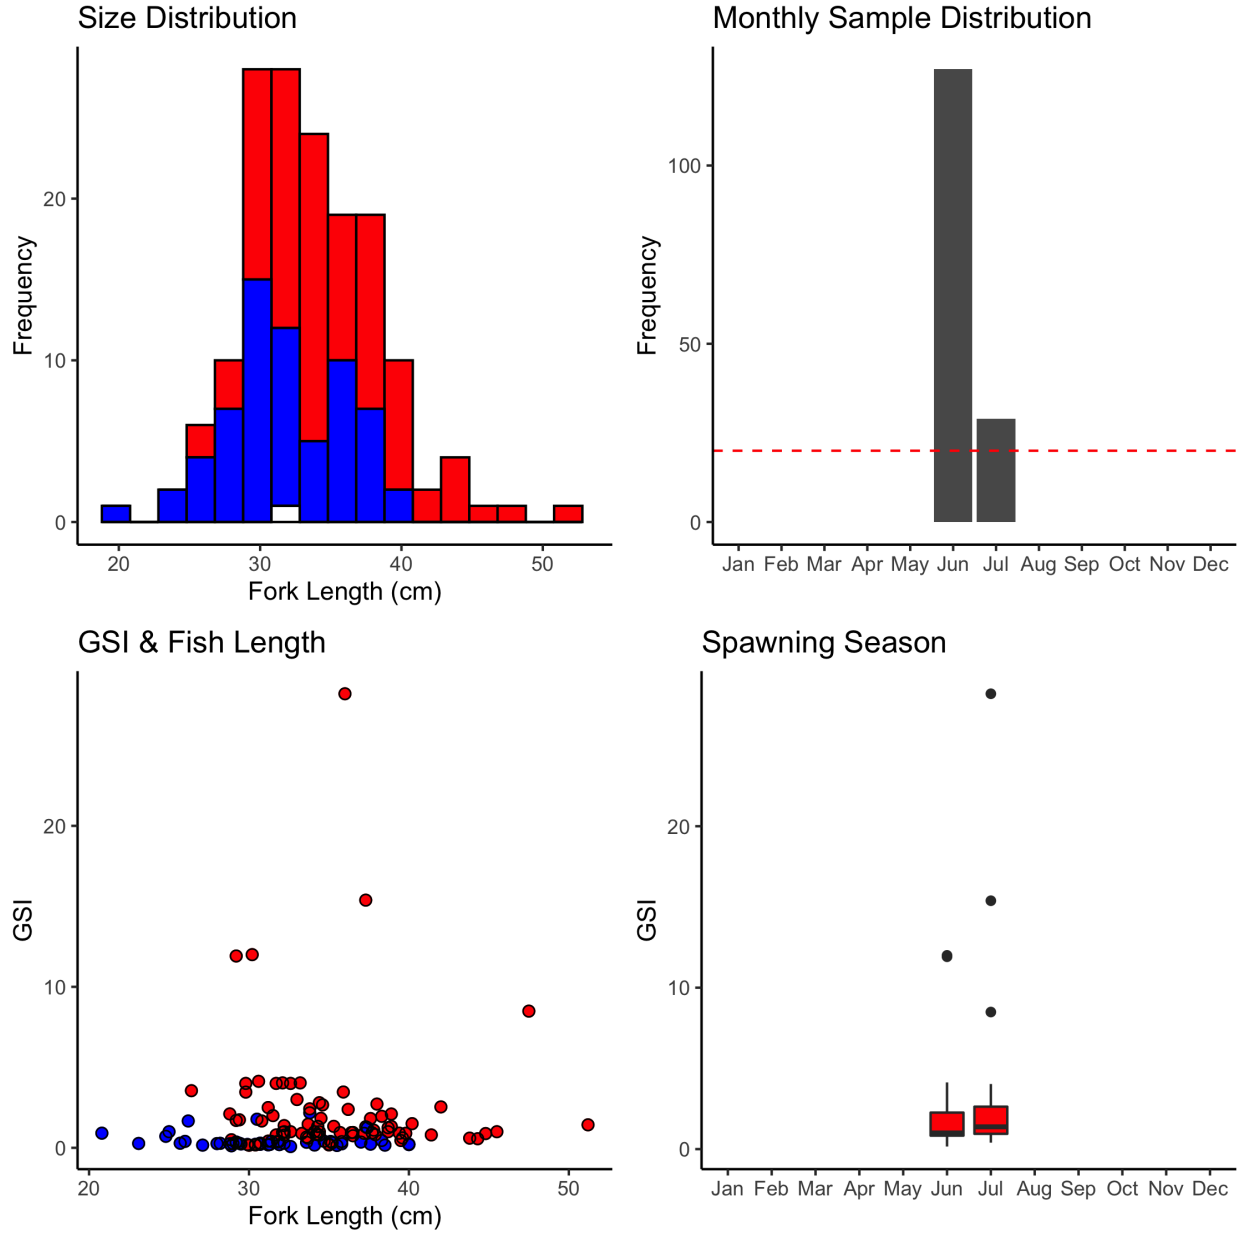 Size Distribution
Frequency
20
10
0
20 30 40 50
Fork Length (cm)
Monthly Sample Distribution
Frequency
100
50
0
Jan Feb Mar Apr May Jun Jul Aug Sep Oct Nov Dec
GSI & Fish Length
GSI
20
10
0
20 30 40 50
Fork Length (cm)
Spawning Season
GSI
20
10
0
Jan Feb Mar Apr May Jun Jul Aug Sep Oct Nov Dec